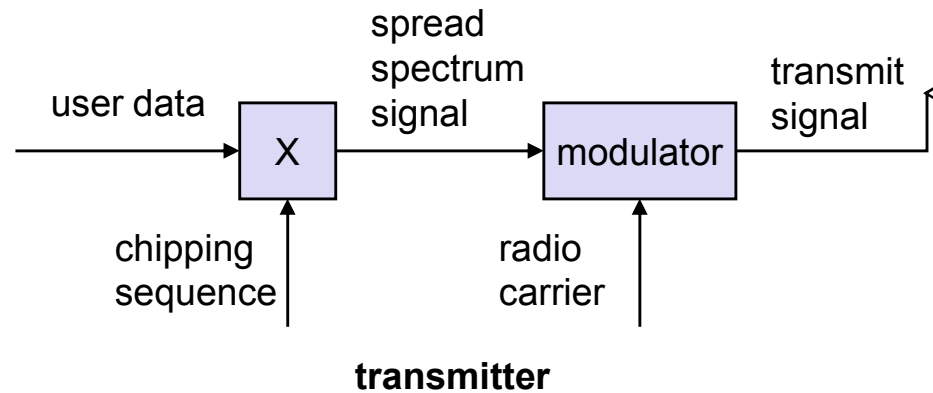 spread
spectrum
signal
user data
transmit
signal
X
modulator
chipping
sequence
radio
carrier
transmitter